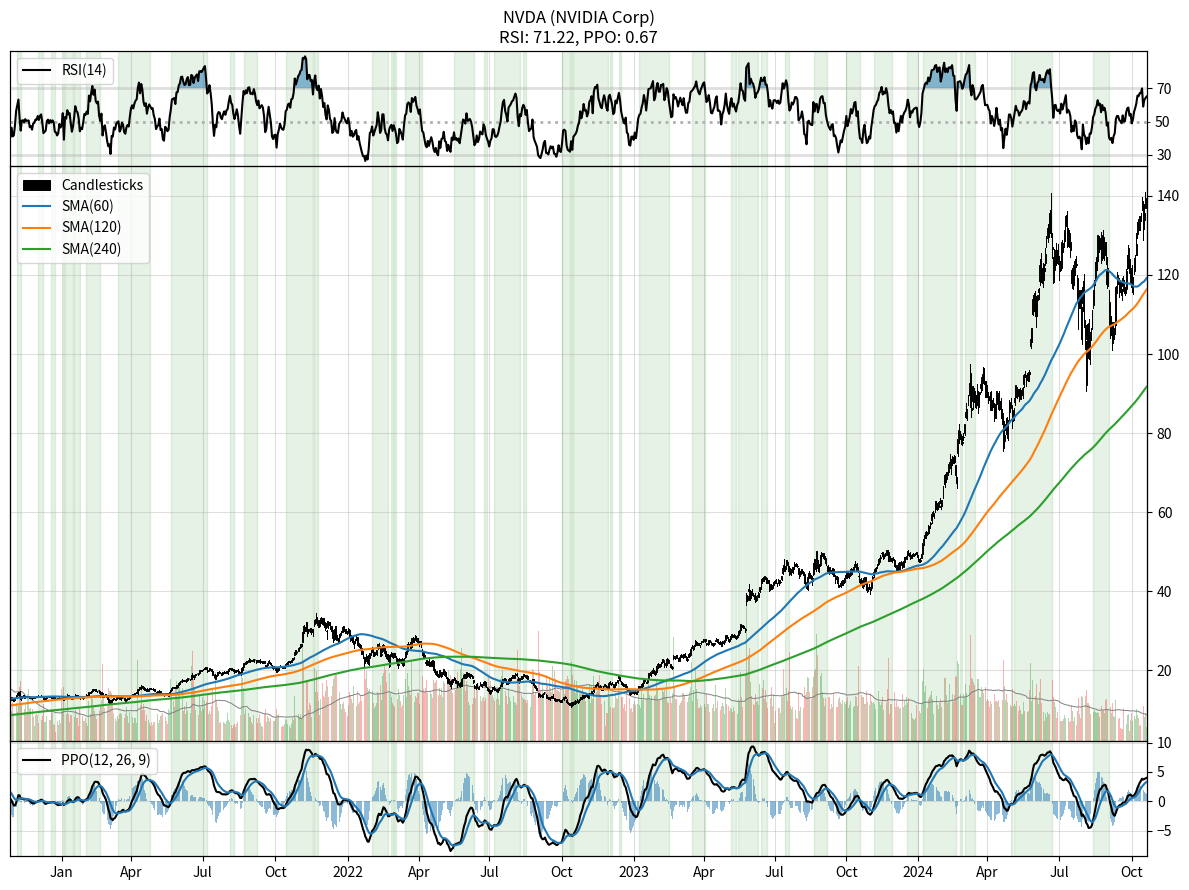 NVDA (NVIDIA Corp)
RSI: 71.22, PPO: 0.67
RSI(14)
70
50
30
Candlesticks
SMA(60)
SMA(120)
SMA(240)
140
120
100
80
60
40
20
PPO(12, 26, 9)
10
5
0
−5
Jan Apr Jul Oct 2022 Apr Jul Oct 2023 Apr Jul Oct 2024 Apr Jul Oct